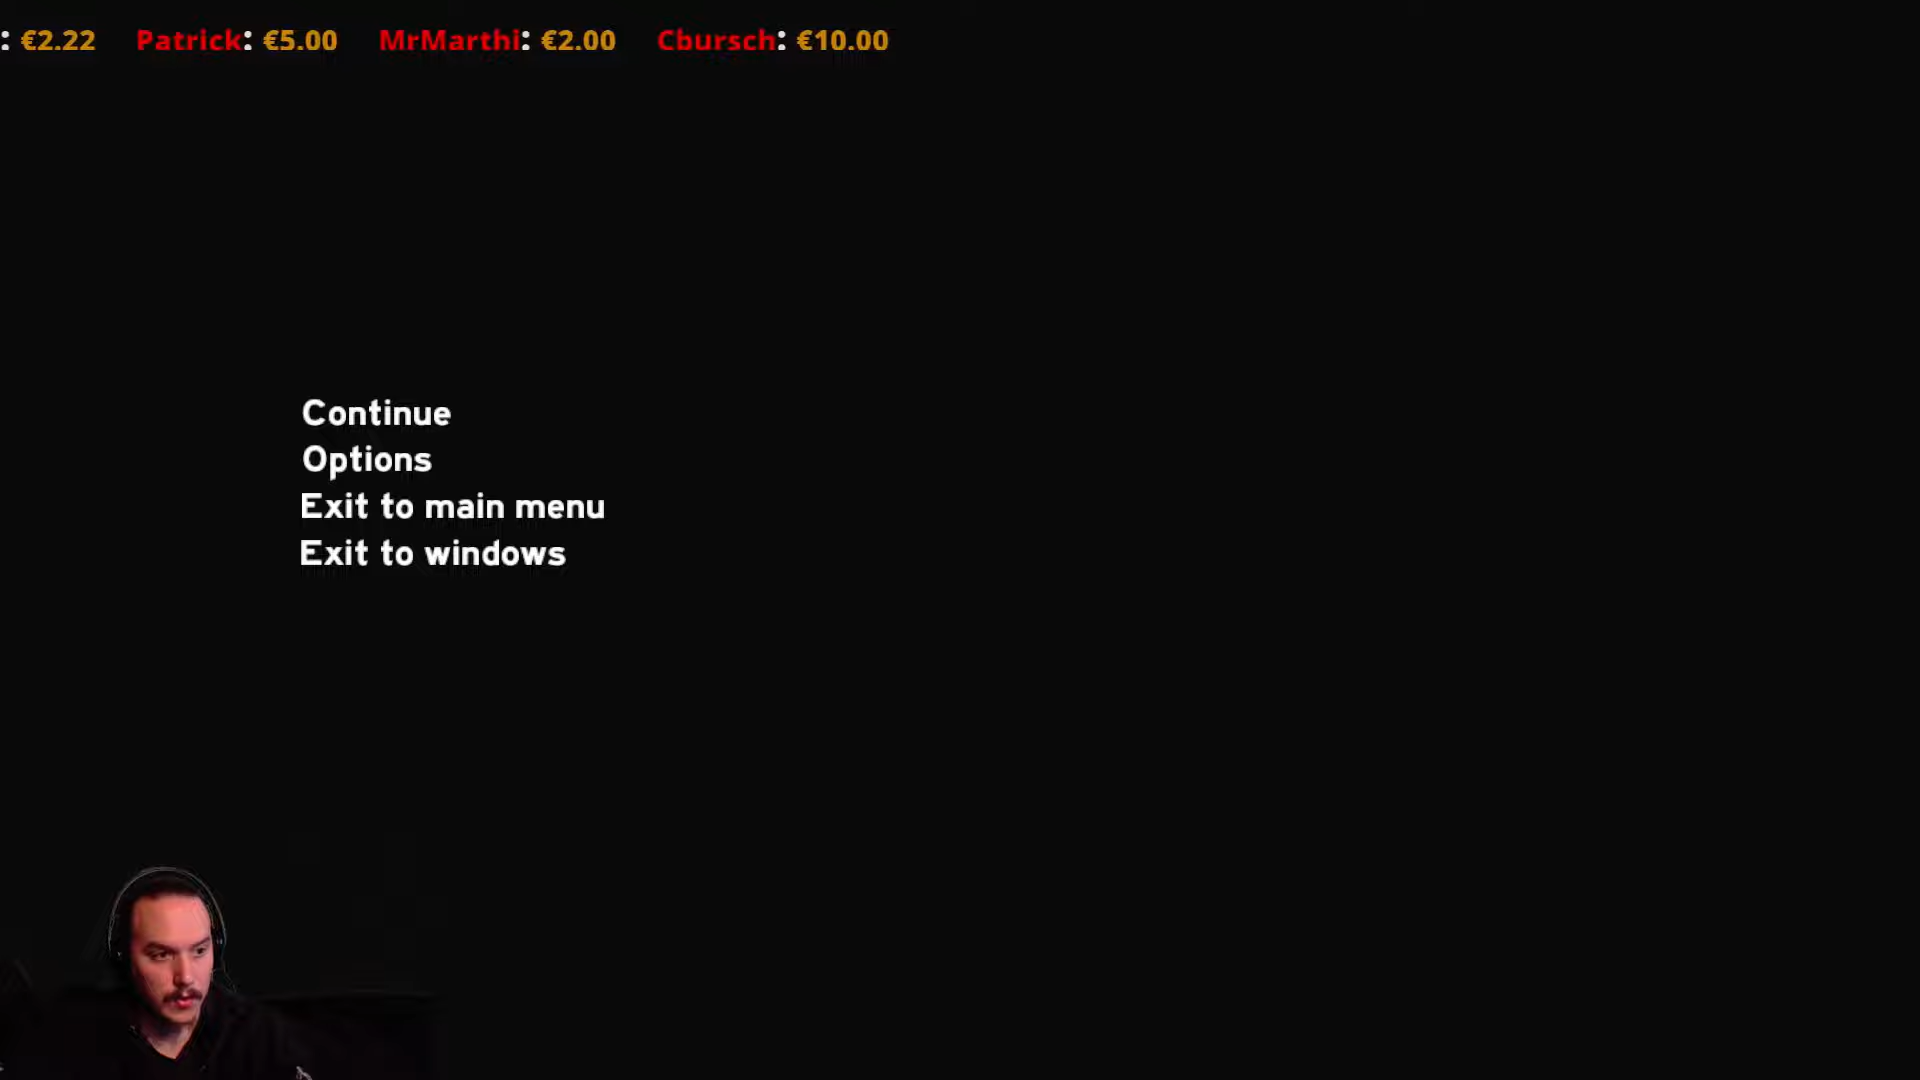 : €2.22 Patrick: €5.00 MrMarthi: €2.00 Cbursch: €10.00
Continue
Options
Exit to main menu
Exit to windows